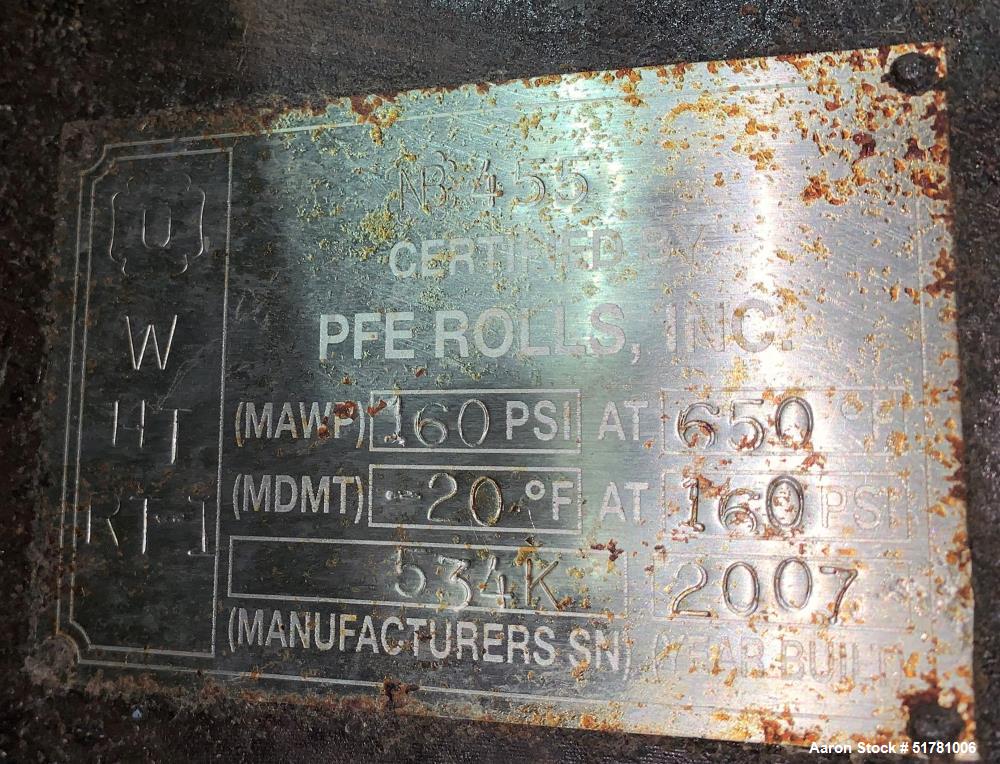 U
W
HT
RT-1
NB.455
CERTIFIED BY
PFE ROLLS, INC.
(MAWP) 160 PSI AT 650 °F
(MDMT) -20 °F AT 160 PSI
534K 2007
(MANUFACTURERS SN) (YEAR BUILT)
Aaron Stock # 51781006